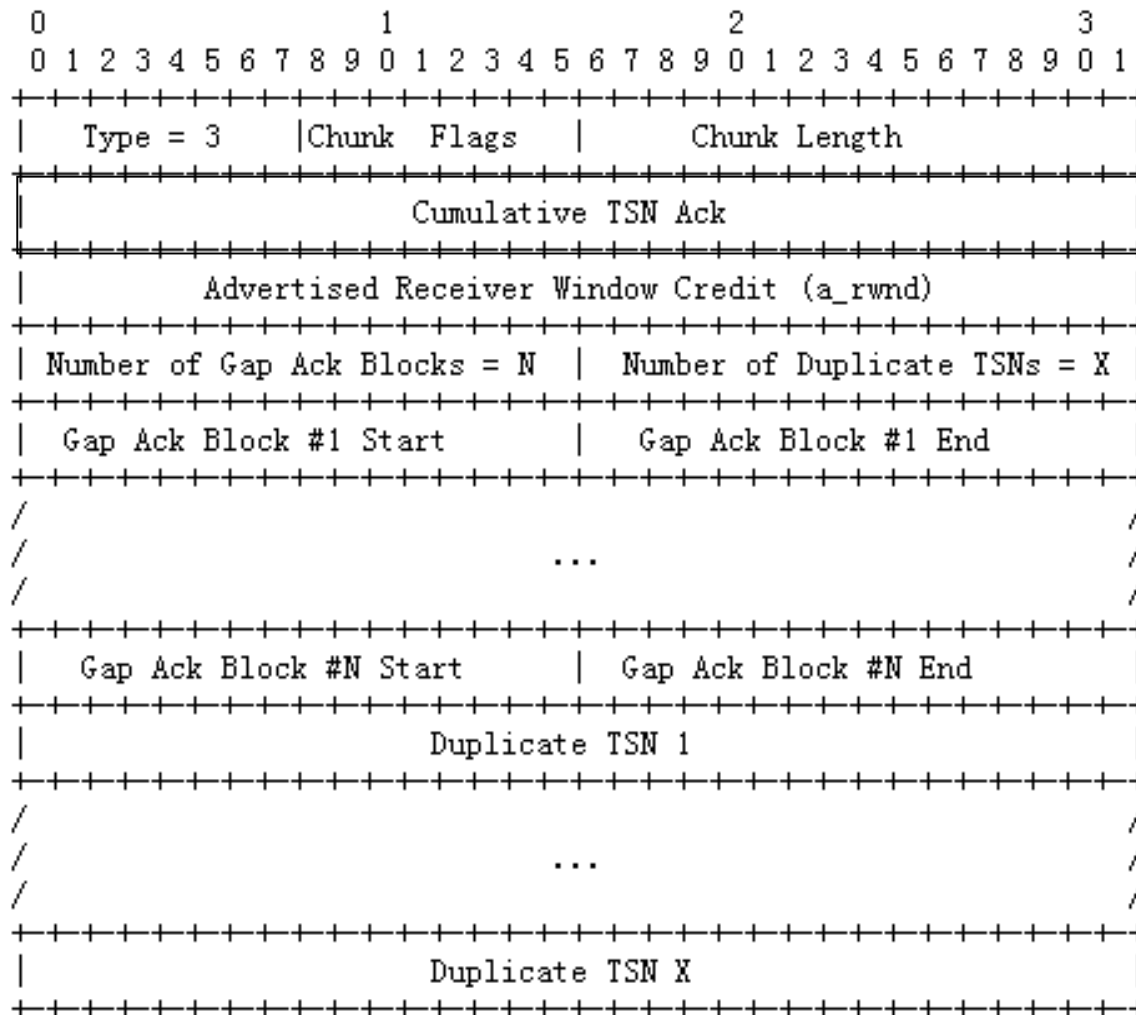 0 1 2 3
0 1 2 3 4 5 6 7 8 9 0 1 2 3 4 5 6 7 8 9 0 1 2 3 4 5 6 7 8 9 0 1
+-+-+-+-+-+-+-+-+-+-+-+-+-+-+-+-+-+-+-+-+-+-+-+-+-+-+-+-+-+-+-+-
| Type = 3 |Chunk Flags | Chunk Length |
+-+-+-+-+-+-+-+-+-+-+-+-+-+-+-+-+-+-+-+-+-+-+-+-+-+-+-+-+-+-+-+-
| Cumulative TSN Ack
+-+-+-+-+-+-+-+-+-+-+-+-+-+-+-+-+-+-+-+-+-+-+-+-+-+-+-+-+-+-+-+-
| Advertised Receiver Window Credit (a_rwnd) |
+-+-+-+-+-+-+-+-+-+-+-+-+-+-+-+-+-+-+-+-+-+-+-+-+-+-+-+-+-+-+-+-
| Number of Gap Ack Blocks = N | Number of Duplicate TSNs = X |
+-+-+-+-+-+-+-+-+-+-+-+-+-+-+-+-+-+-+-+-+-+-+-+-+-+-+-+-+-+-+-+-
| Gap Ack Block #1 Start | Gap Ack Block #1 End |
+-+-+-+-+-+-+-+-+-+-+-+-+-+-+-+-+-+-+-+-+-+-+-+-+-+-+-+-+-+-+-+-
/ /
/ ... /
/ /
+-+-+-+-+-+-+-+-+-+-+-+-+-+-+-+-+-+-+-+-+-+-+-+-+-+-+-+-+-+-+-+-
| Gap Ack Block #N Start | Gap Ack Block #N End |
+-+-+-+-+-+-+-+-+-+-+-+-+-+-+-+-+-+-+-+-+-+-+-+-+-+-+-+-+-+-+-+-
| Duplicate TSN 1 |
+-+-+-+-+-+-+-+-+-+-+-+-+-+-+-+-+-+-+-+-+-+-+-+-+-+-+-+-+-+-+-+-
/ /
/ ... /
/ /
+-+-+-+-+-+-+-+-+-+-+-+-+-+-+-+-+-+-+-+-+-+-+-+-+-+-+-+-+-+-+-+-
| Duplicate TSN X |
+-+-+-+-+-+-+-+-+-+-+-+-+-+-+-+-+-+-+-+-+-+-+-+-+-+-+-+-+-+-+-+-